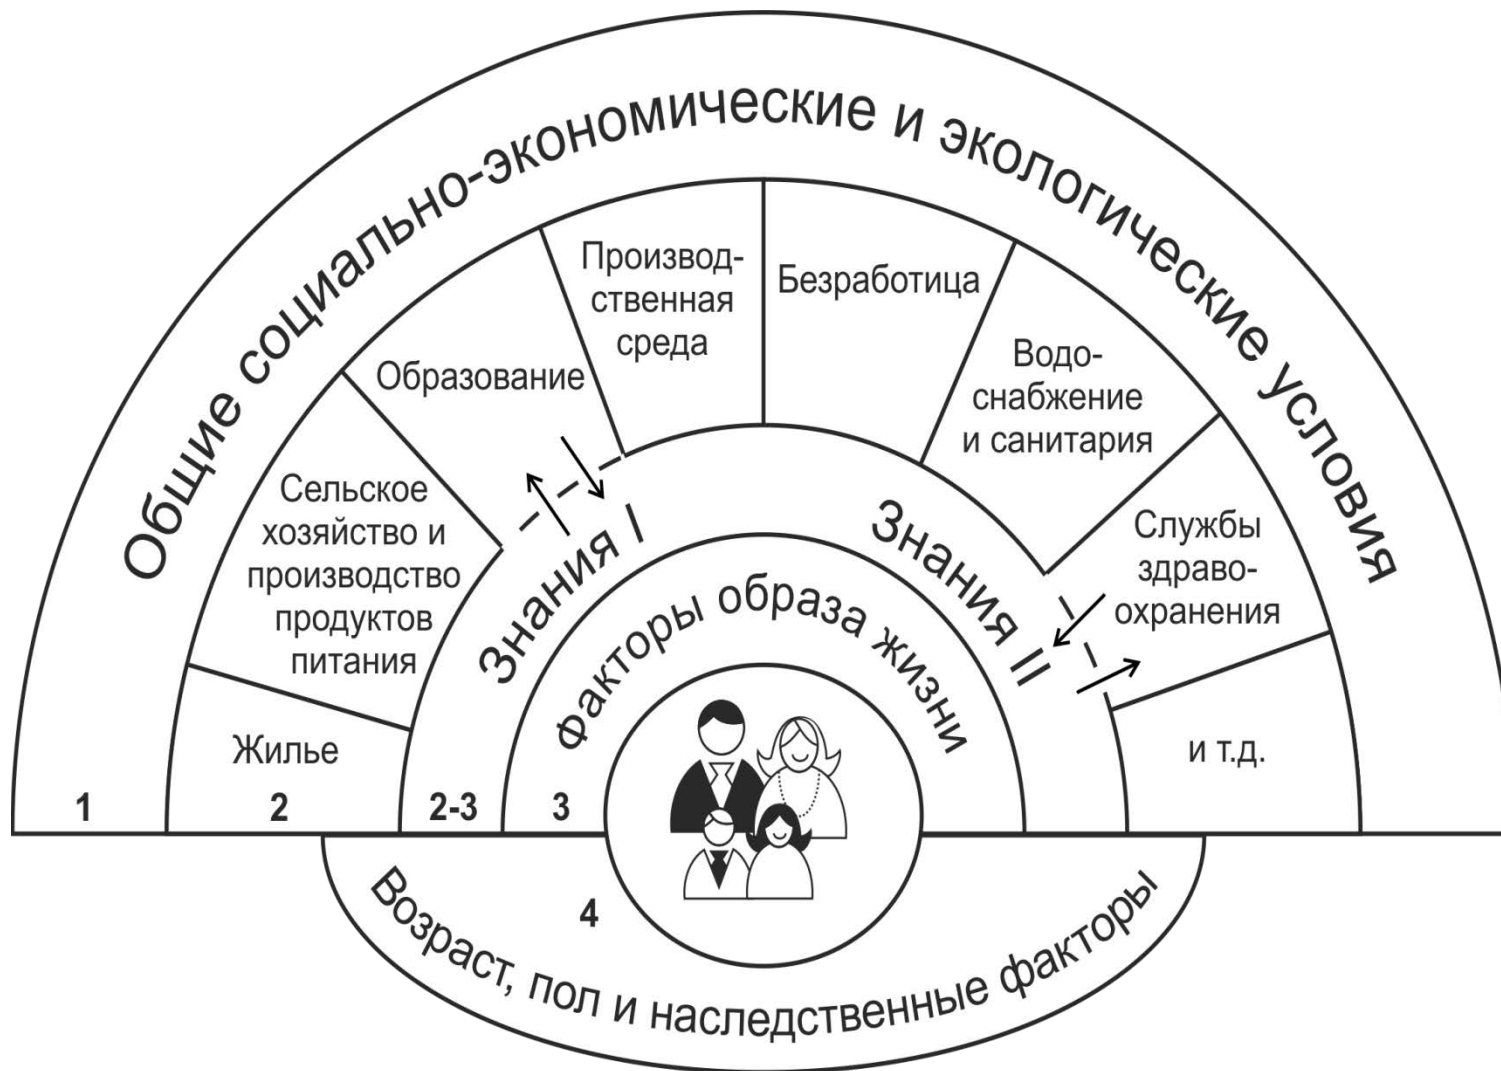 Общие социально-экономические и экологические условия
Производ-
ственная
среда
Безработица
Образование
Водо-
снабжение
и санитария
Сельское
хозяйство и
производство
продуктов
питания
Службы
здраво-
охранения
Знания I
Знания II
Факторы образа жизни
Жилье
и т.д.
1
2
2-3
3
4
Возраст, пол и наследственные факторы